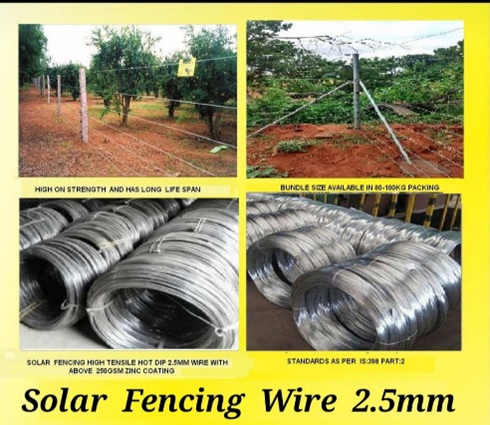 HIGH ON STRENGTH AND HAS LONG LIFE SPAN
BUNDLE SIZE AVAILABLE IN 80-100KG PACKING
SOLAR FENCING HIGH TENSILE HOT DIP 2.5MM WIRE WITH
ABOVE 250GSM ZINC COATING
STANDARDS AS PER IS:398 PART:2
Solar Fencing Wire 2.5mm